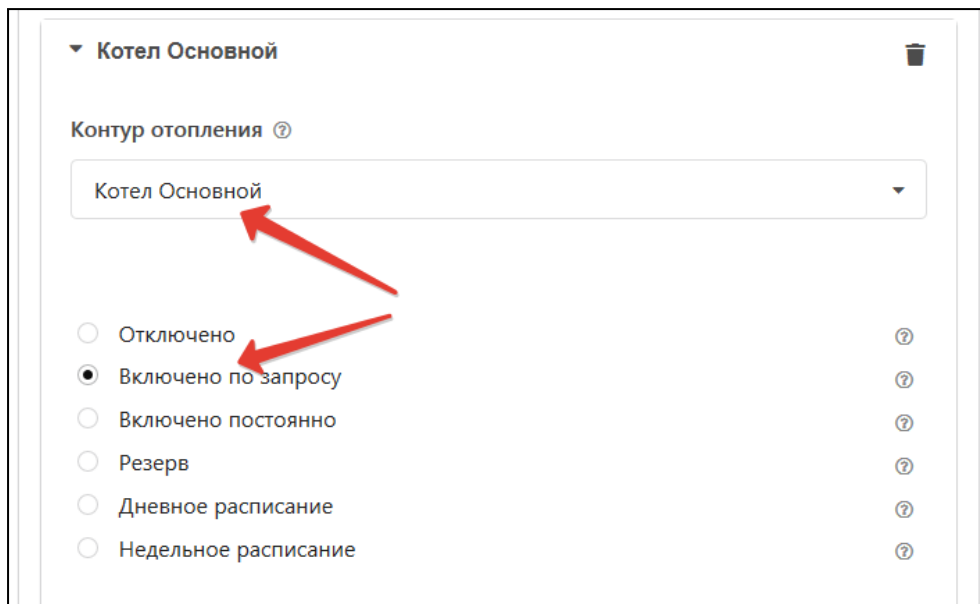 Котел Основной
Контур отопления
Котел Основной
Отключено
Включено по запросу
Включено постоянно
Резерв
Дневное расписание
Недельное расписание